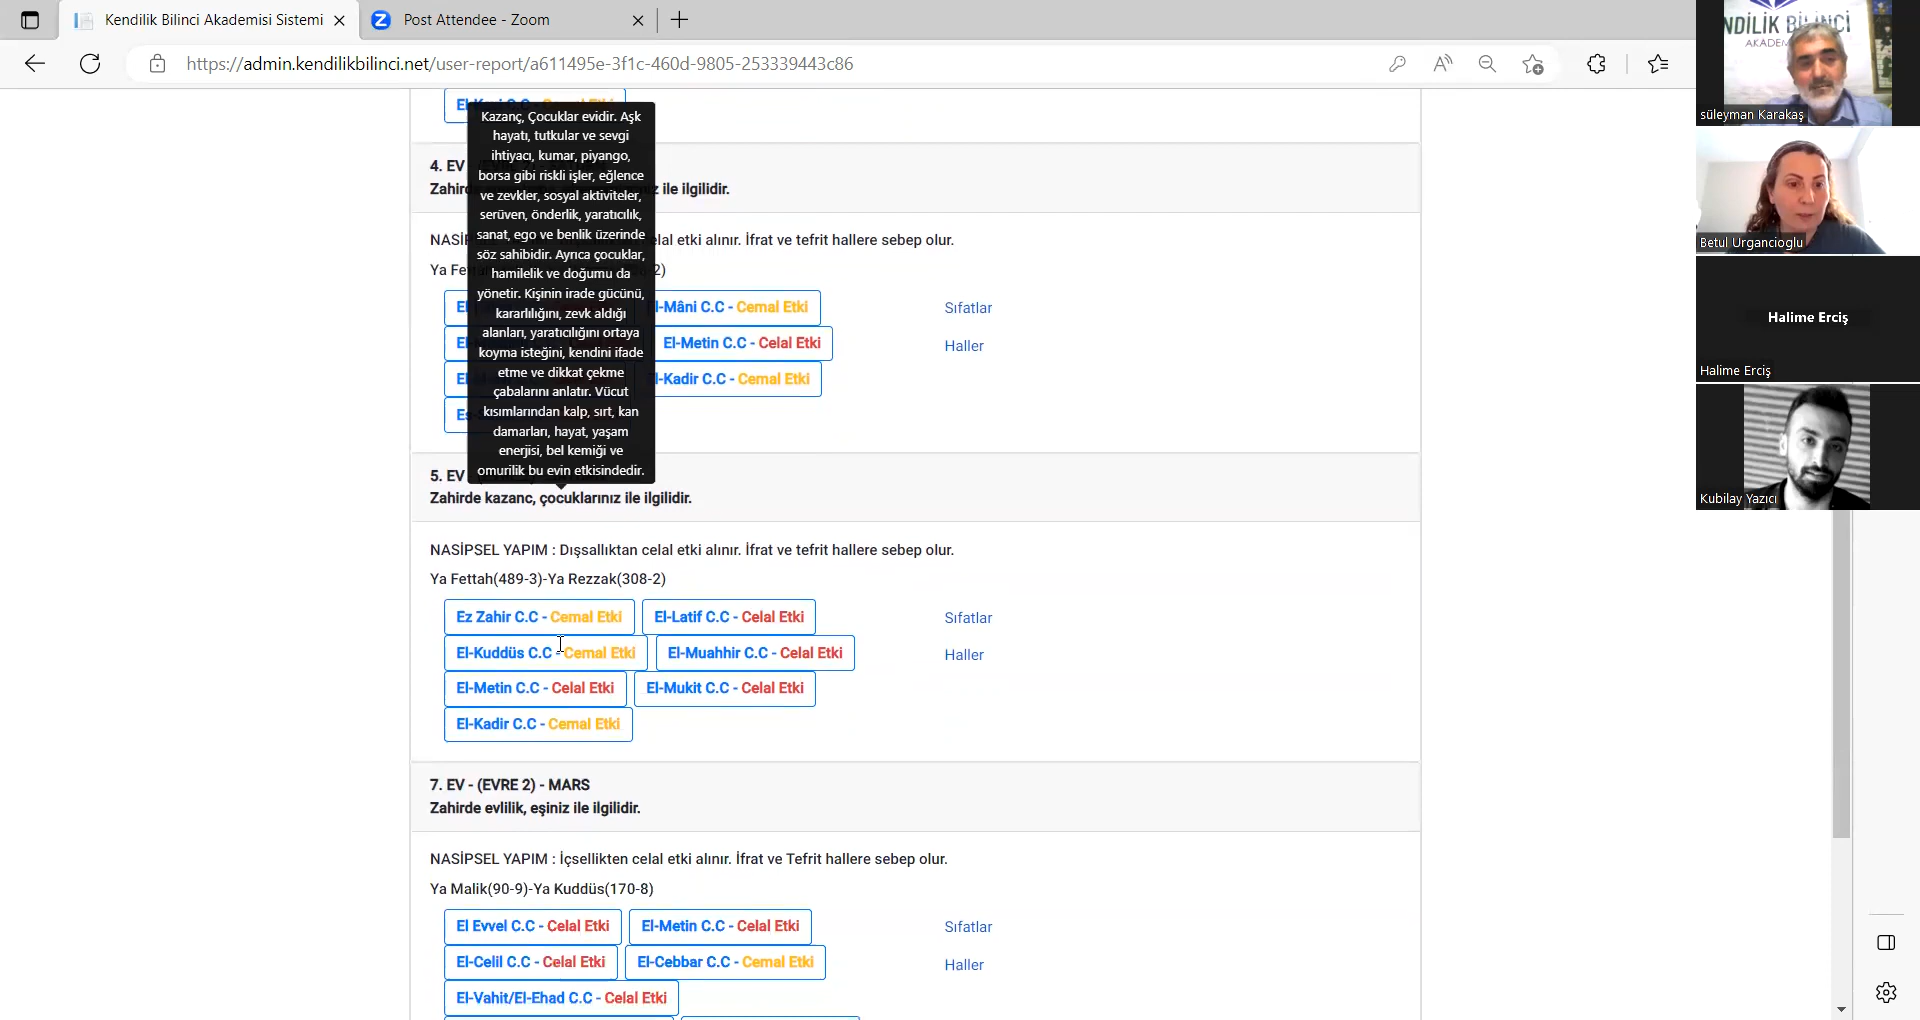 Kendilik Bilinci Akademisi Sistemi
Post Attendee - Zoom
https://admin.kendilikbilinci.net/user-report/a611495e-3f1c-460d-9805-253339443c86
NDİLİK BİLİNCİ
süleyman Karakaş
Betul Urgancioglu
Halime Erciş
Halime Erciş
Kubilay Yazıcı
Kazanç, Çocuklar evidir. Aşk
hayatı, tutkular ve sevgi
ihtiyacı, kumar, piyango,
borsa gibi riskli işler, eğlence
ve zevkler, sosyal aktiviteler,
serüven, önderlik, yaratıcılık,
sanat, ego ve benlik üzerinde
söz sahibidir. Ayrıca çocuklar,
hamilelik ve doğumu da
yönetir. Kişinin irade gücünü,
kararlılığını, zevk aldığı
alanları, yaratıcılığını ortaya
koyma isteğini, kendini ifade
etme ve dikkat çekme
çabalarını anlatır. Vücut
kısımlarından kalp, sırt, kan
damarları, hayat, yaşam
enerjisi, bel kemiği ve
omurilik bu evin etkisindedir.
4. EV
Zahirde ile ilgilidir.
celal etki alınır. İfrat ve tefrit hallere sebep olur.
El-Mâni C.C - Cemal Etki
Sıfatlar
El-Metin C.C - Celal Etki
Haller
El-Kadir C.C - Cemal Etki
5. EV
Zahirde kazanc, çocuklarınız ile ilgilidir.
NASİPSEL YAPIM : Dışsallıktan celal etki alınır. İfrat ve tefrit hallere sebep olur.
Ya Fettah(489-3)-Ya Rezzak(308-2)
Ez Zahir C.C - Cemal Etki
El-Latif C.C - Celal Etki
Sıfatlar
El-Kuddüs C.C - Cemal Etki
El-Muahhir C.C - Celal Etki
Haller
El-Metin C.C - Celal Etki
El-Mukit C.C - Celal Etki
El-Kadir C.C - Cemal Etki
7. EV - (EVRE 2) - MARS
Zahirde evlilik, eşiniz ile ilgilidir.
NASİPSEL YAPIM : İçsellikten celal etki alınır. İfrat ve Tefrit hallere sebep olur.
Ya Malik(90-9)-Ya Kuddüs(170-8)
El Evvel C.C - Celal Etki
El-Metin C.C - Celal Etki
Sıfatlar
El-Celil C.C - Celal Etki
El-Cebbar C.C - Cemal Etki
Haller
El-Vahit/El-Ehad C.C - Celal Etki